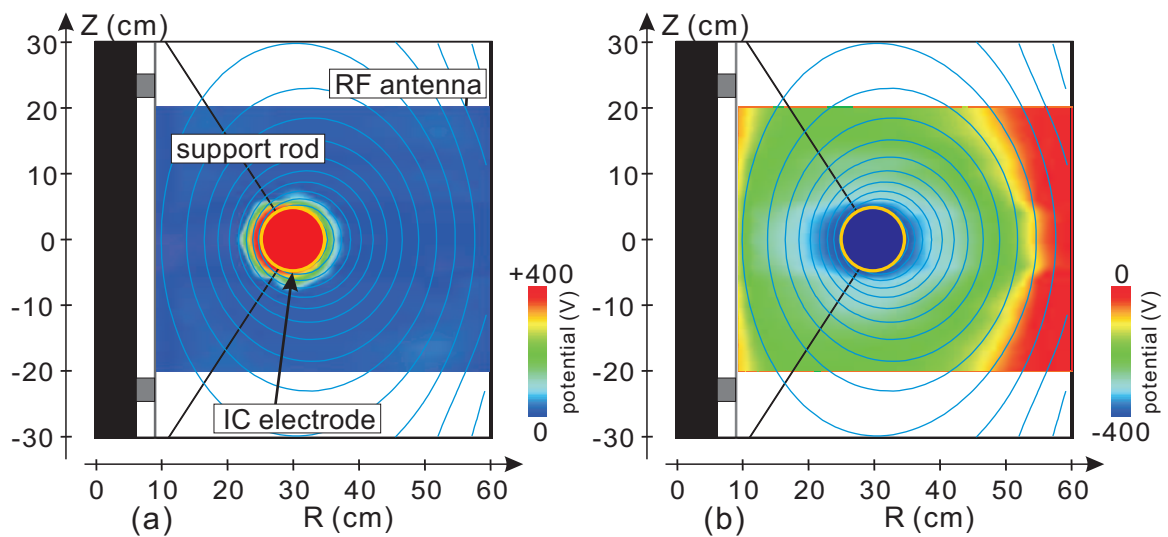 Z (cm)
30
20
10
0
-10
-20
-30
RF antenna
support rod
IC electrode
+400
potential (V)
0
0 10 20 30 40 50 60
(a) R (cm)
Z (cm)
30
20
10
0
-10
-20
-30
0
potential (V)
-400
0 10 20 30 40 50 60
(b) R (cm)